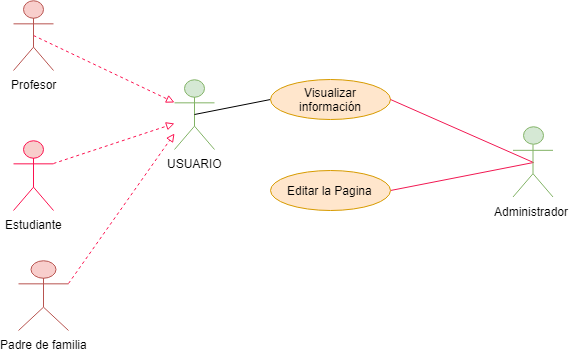 Profesor
Visualizar
información
USUARIO
Editar la Pagina
Administrador
Estudiante
Padre de familia